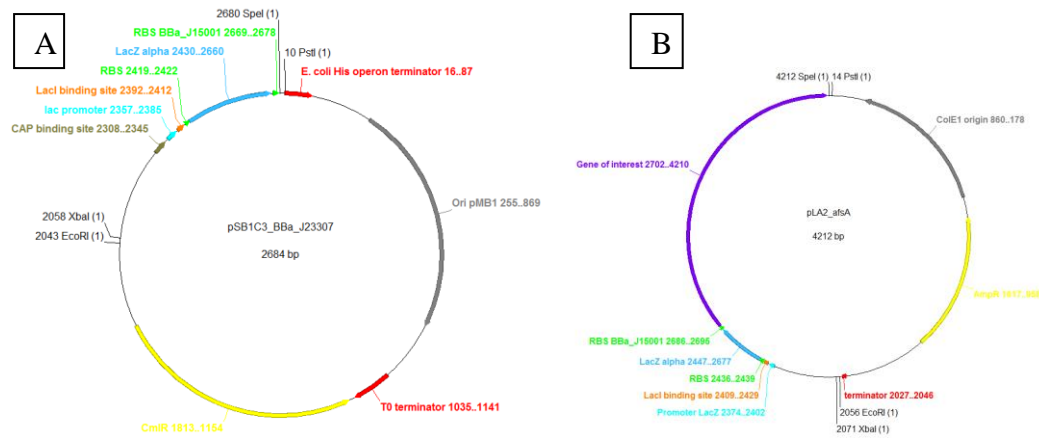 A
2680 SpeI (1)
RBS BBa_J15001 2669..2678
LacZ alpha 2430..2660
RBS 2419..2422
LacI binding site 2392..2412
lac promoter 2357..2385
CAP binding site 2308..2345
10 PstI (1)
E. coli His operon terminator 16..87
Ori pMB1 255..869
2058 XbaI (1)
2043 EcoRI (1)
pSB1C3_BBa_J23307
2684 bp
T0 terminator 1035..1141
CmlR 1813..1154
B
4212 SpeI (1)
14 PstI (1)
ColE1 origin 860..178
Gene of interest 2702..4210
pLA2_afsA
4212 bp
AmpR
RBS BBa_J15001 2686..2695
LacZ alpha 2447..2677
RBS 2436..2439
LacI binding site 2409..2429
Promoter LacZ 2374..2402
terminator 2027..2046
2056 EcoRI (1)
2071 XbaI (1)